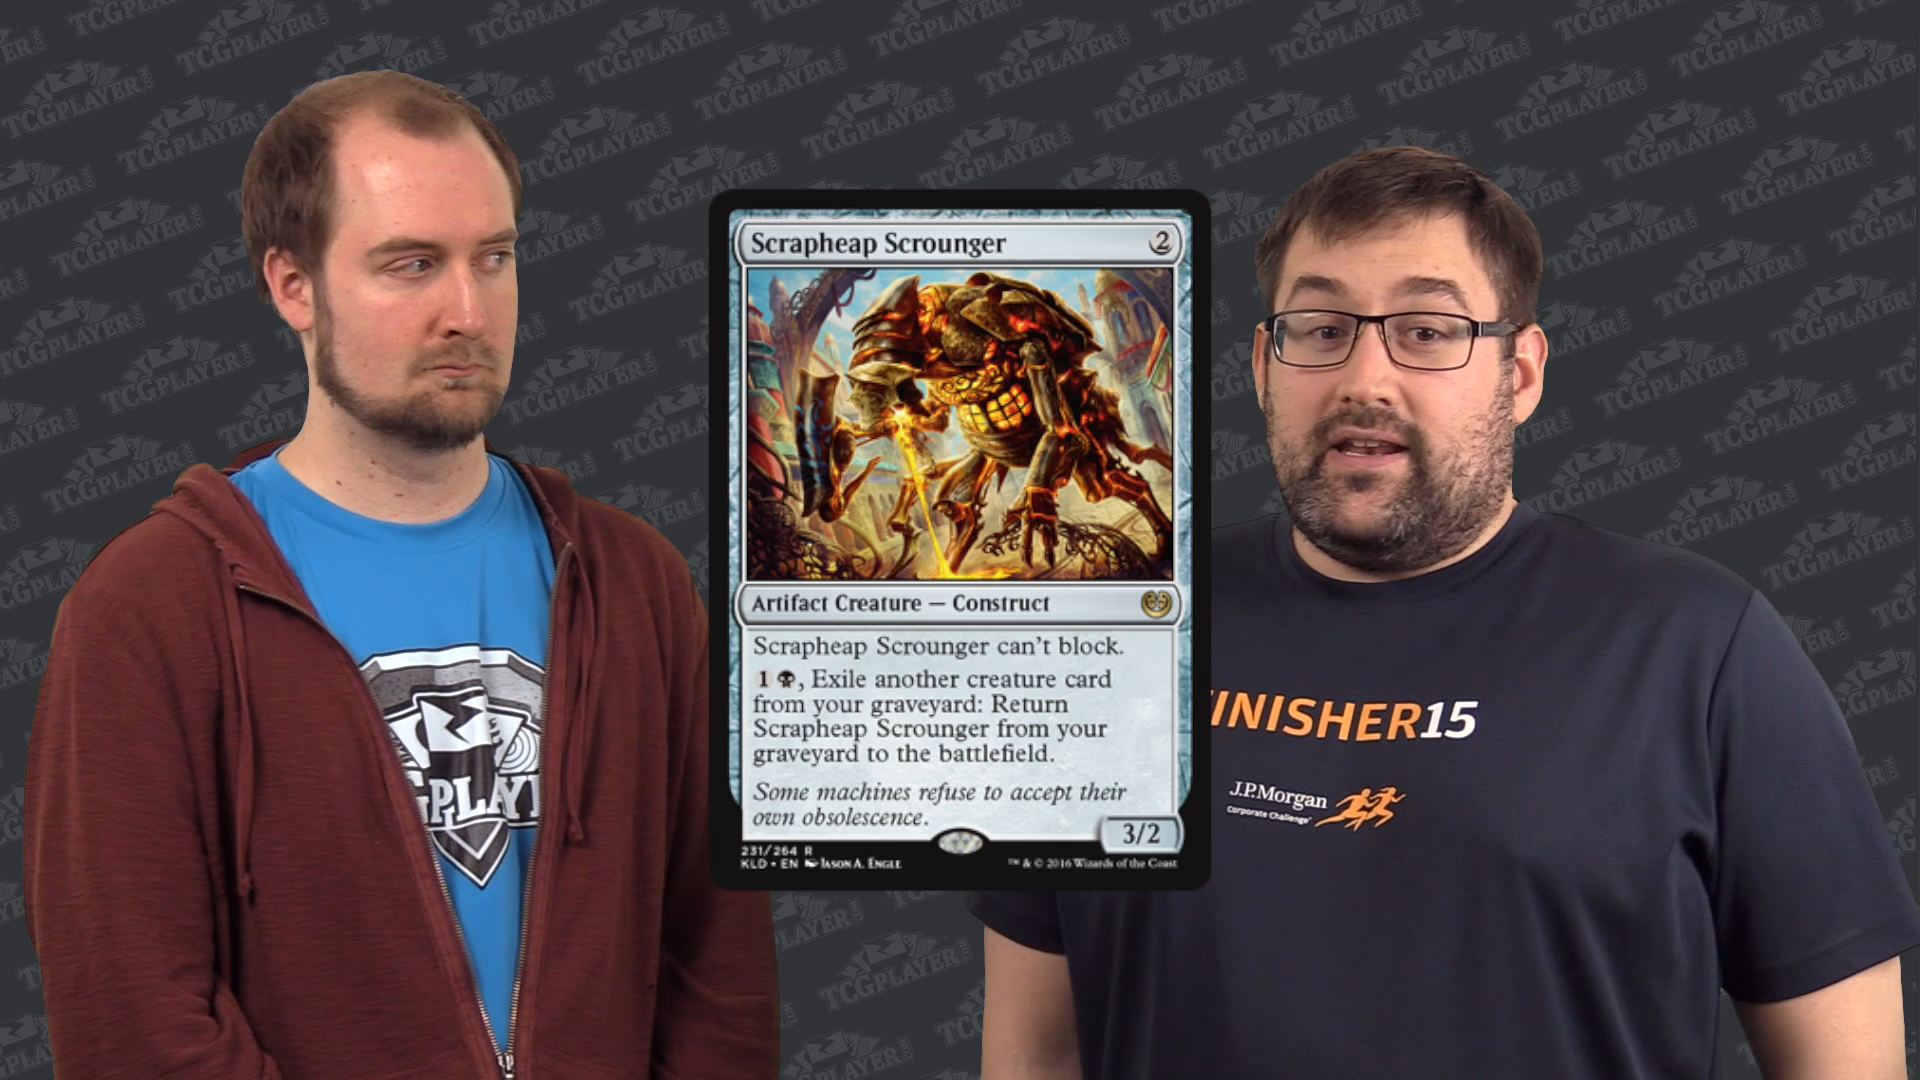 TCGPLAYER.COM
Scrapheap Scrounger 2
Artifact Creature — Construct
Scrapheap Scrounger can't block.
1, Exile another creature card
from your graveyard: Return
Scrapheap Scrounger from your
graveyard to the battlefield.
Some machines refuse to accept their
own obsolescence.
3/2
231/264 R
KLD • EN JASON A. ENGLE
™ & © 2016 Wizards of the Coast
GPLAY
INISHER15
J.P.Morgan
Corporate Challenge®